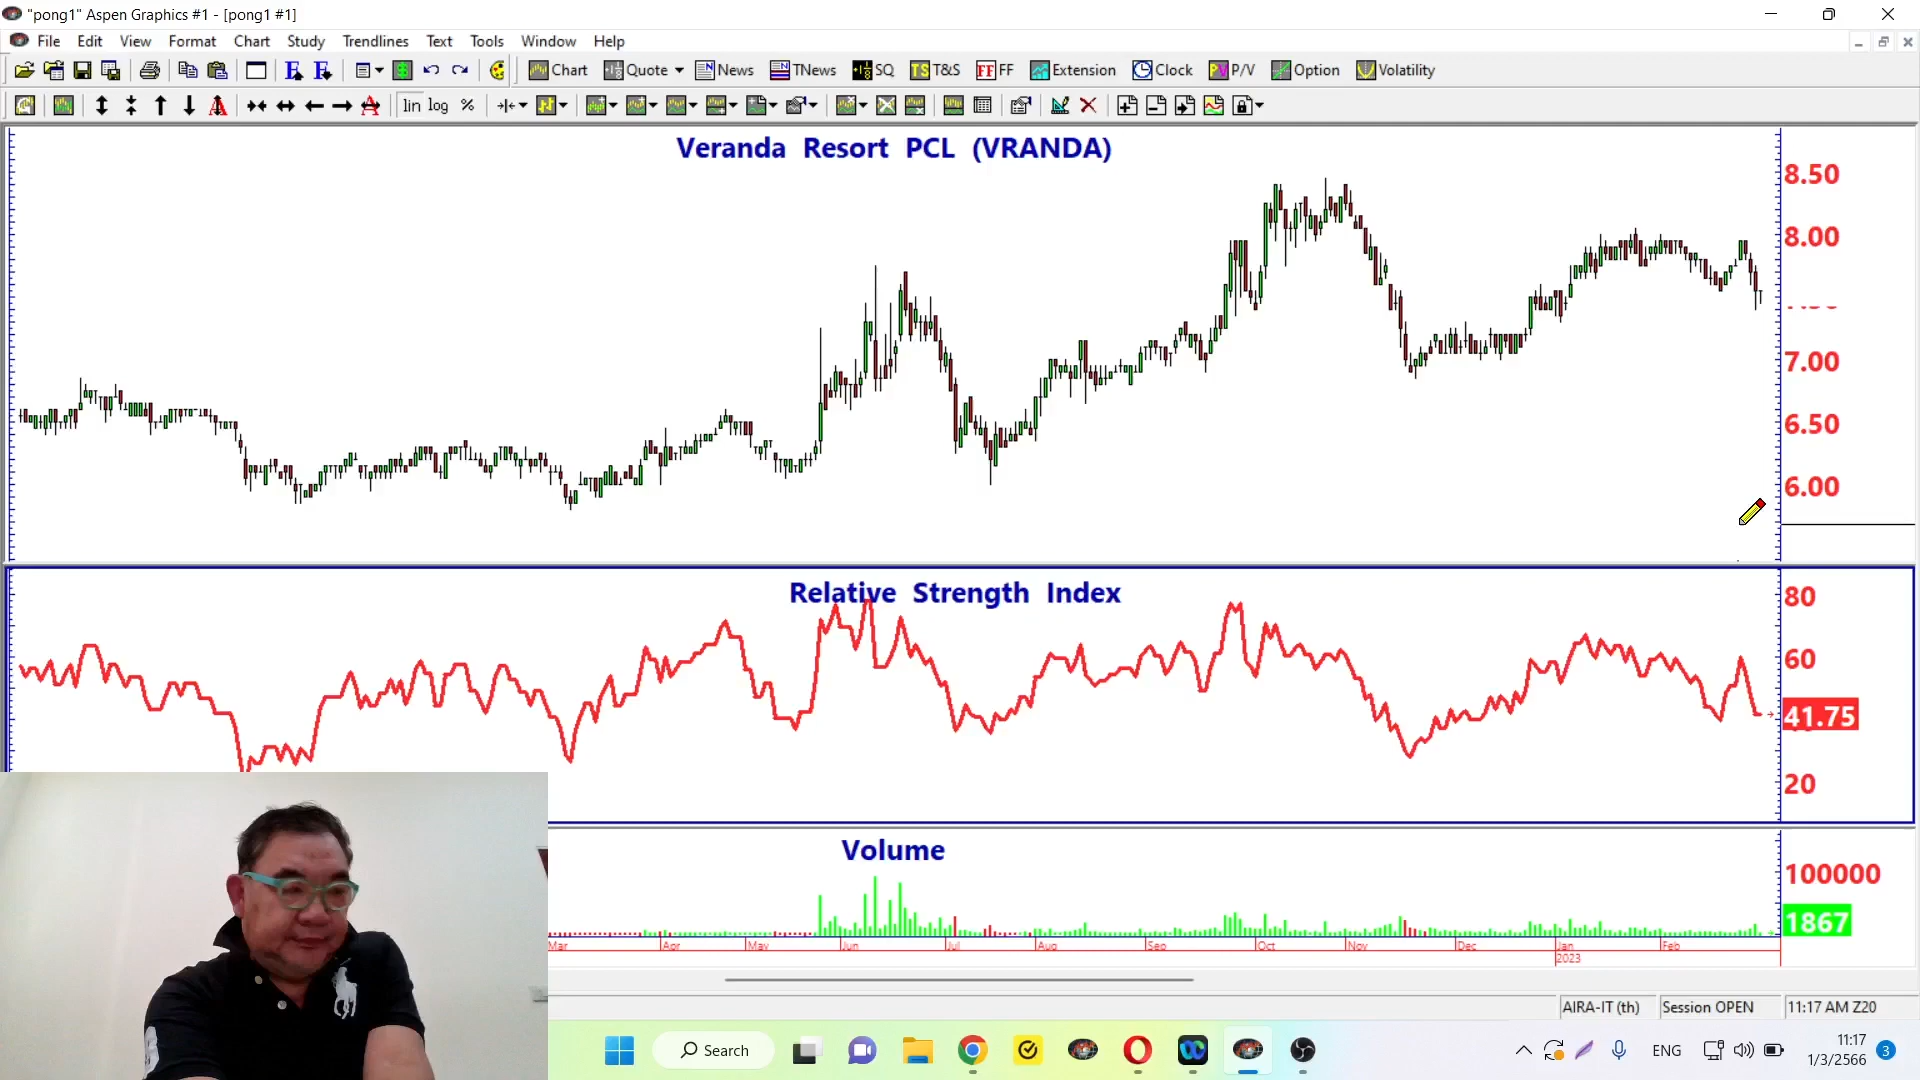 "pong1" Aspen Graphics #1 - [pong1 #1]
File Edit View Format Chart Study Trendlines Text Tools Window Help
Chart Quote News TNews SQ T&S FF Extension Clock P/V Option Volatility
lin log %
Veranda Resort PCL (VRANDA)
8.50
8.00
7.00
6.50
6.00
Relative Strength Index
80
60
41.75
20
Volume
100000
1867
Mar Apr May Jun Jul Aug Sep Oct Nov Dec Jan Feb
2023
AIRA-IT (th) Session OPEN 11:17 AM Z20
Search
ENG
11:17
1/3/2566
3